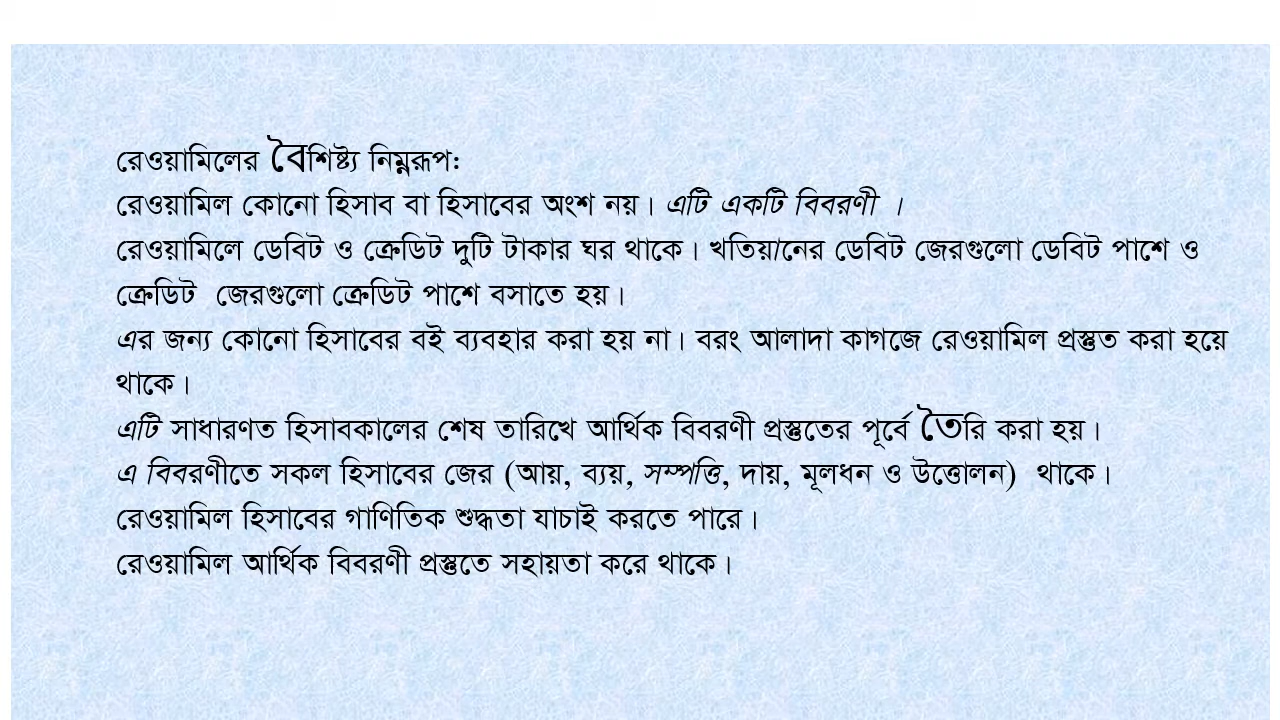 রেওয়ামিলের বৈশিষ্ট্য নিম্নরূপ:
রেওয়ামিল কোনো হিসাব বা হিসাবের অংশ নয়। এটি একটি বিবরণী ।
রেওয়ামিলে ডেবিট ও ক্রেডিট দুটি টাকার ঘর থাকে। খতিয়ানের ডেবিট জেরগুলো ডেবিট পাশে ও
ক্রেডিট জেরগুলো ক্রেডিট পাশে বসাতে হয়।
এর জন্য কোনো হিসাবের বই ব্যবহার করা হয় না। বরং আলাদা কাগজে রেওয়ামিল প্রস্তুত করা হয়ে
থাকে।
এটি সাধারণত হিসাবকালের শেষ তারিখে আর্থিক বিবরণী প্রস্তুতের পূর্বে তৈরি করা হয়।
এ বিবরণীতে সকল হিসাবের জের (আয়, ব্যয়, সম্পত্তি, দায়, মূলধন ও উত্তোলন) থাকে।
রেওয়ামিল হিসাবের গাণিতিক শুদ্ধতা যাচাই করতে পারে।
রেওয়ামিল আর্থিক বিবরণী প্রস্তুতে সহায়তা করে থাকে।